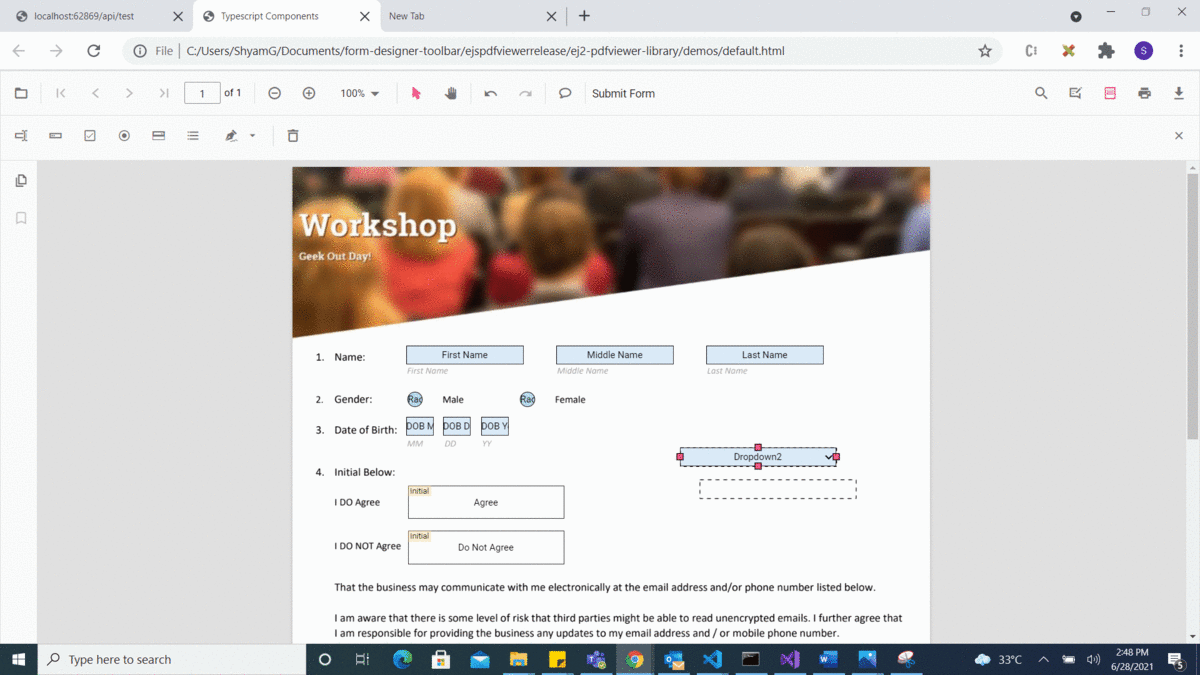 localhost:62869/api/test
Typescript Components
New Tab
File
C:/Users/ShyamG/Documents/form-designer-toolbar/ejspdfviewerrelease/ej2-pdfviewer-library/demos/default.html
S
1 of 1
100%
Submit Form
Workshop
Geek Out Day!
1. Name:
First Name Middle Name Last Name
First Name Middle Name Last Name
2. Gender: Rad Male Rad Female
3. Date of Birth: DOB M DOB D DOB Y
MM DD YY
Dropdown2
4. Initial Below:
I DO Agree
Initial
Agree
I DO NOT Agree
Initial
Do Not Agree
That the business may communicate with me electronically at the email address and/or phone number listed below.
I am aware that there is some level of risk that third parties might be able to read unencrypted emails. I further agree that
I am responsible for providing the business any updates to my email address and / or mobile phone number.
Type here to search
33°C
2:48 PM
6/28/2021
5